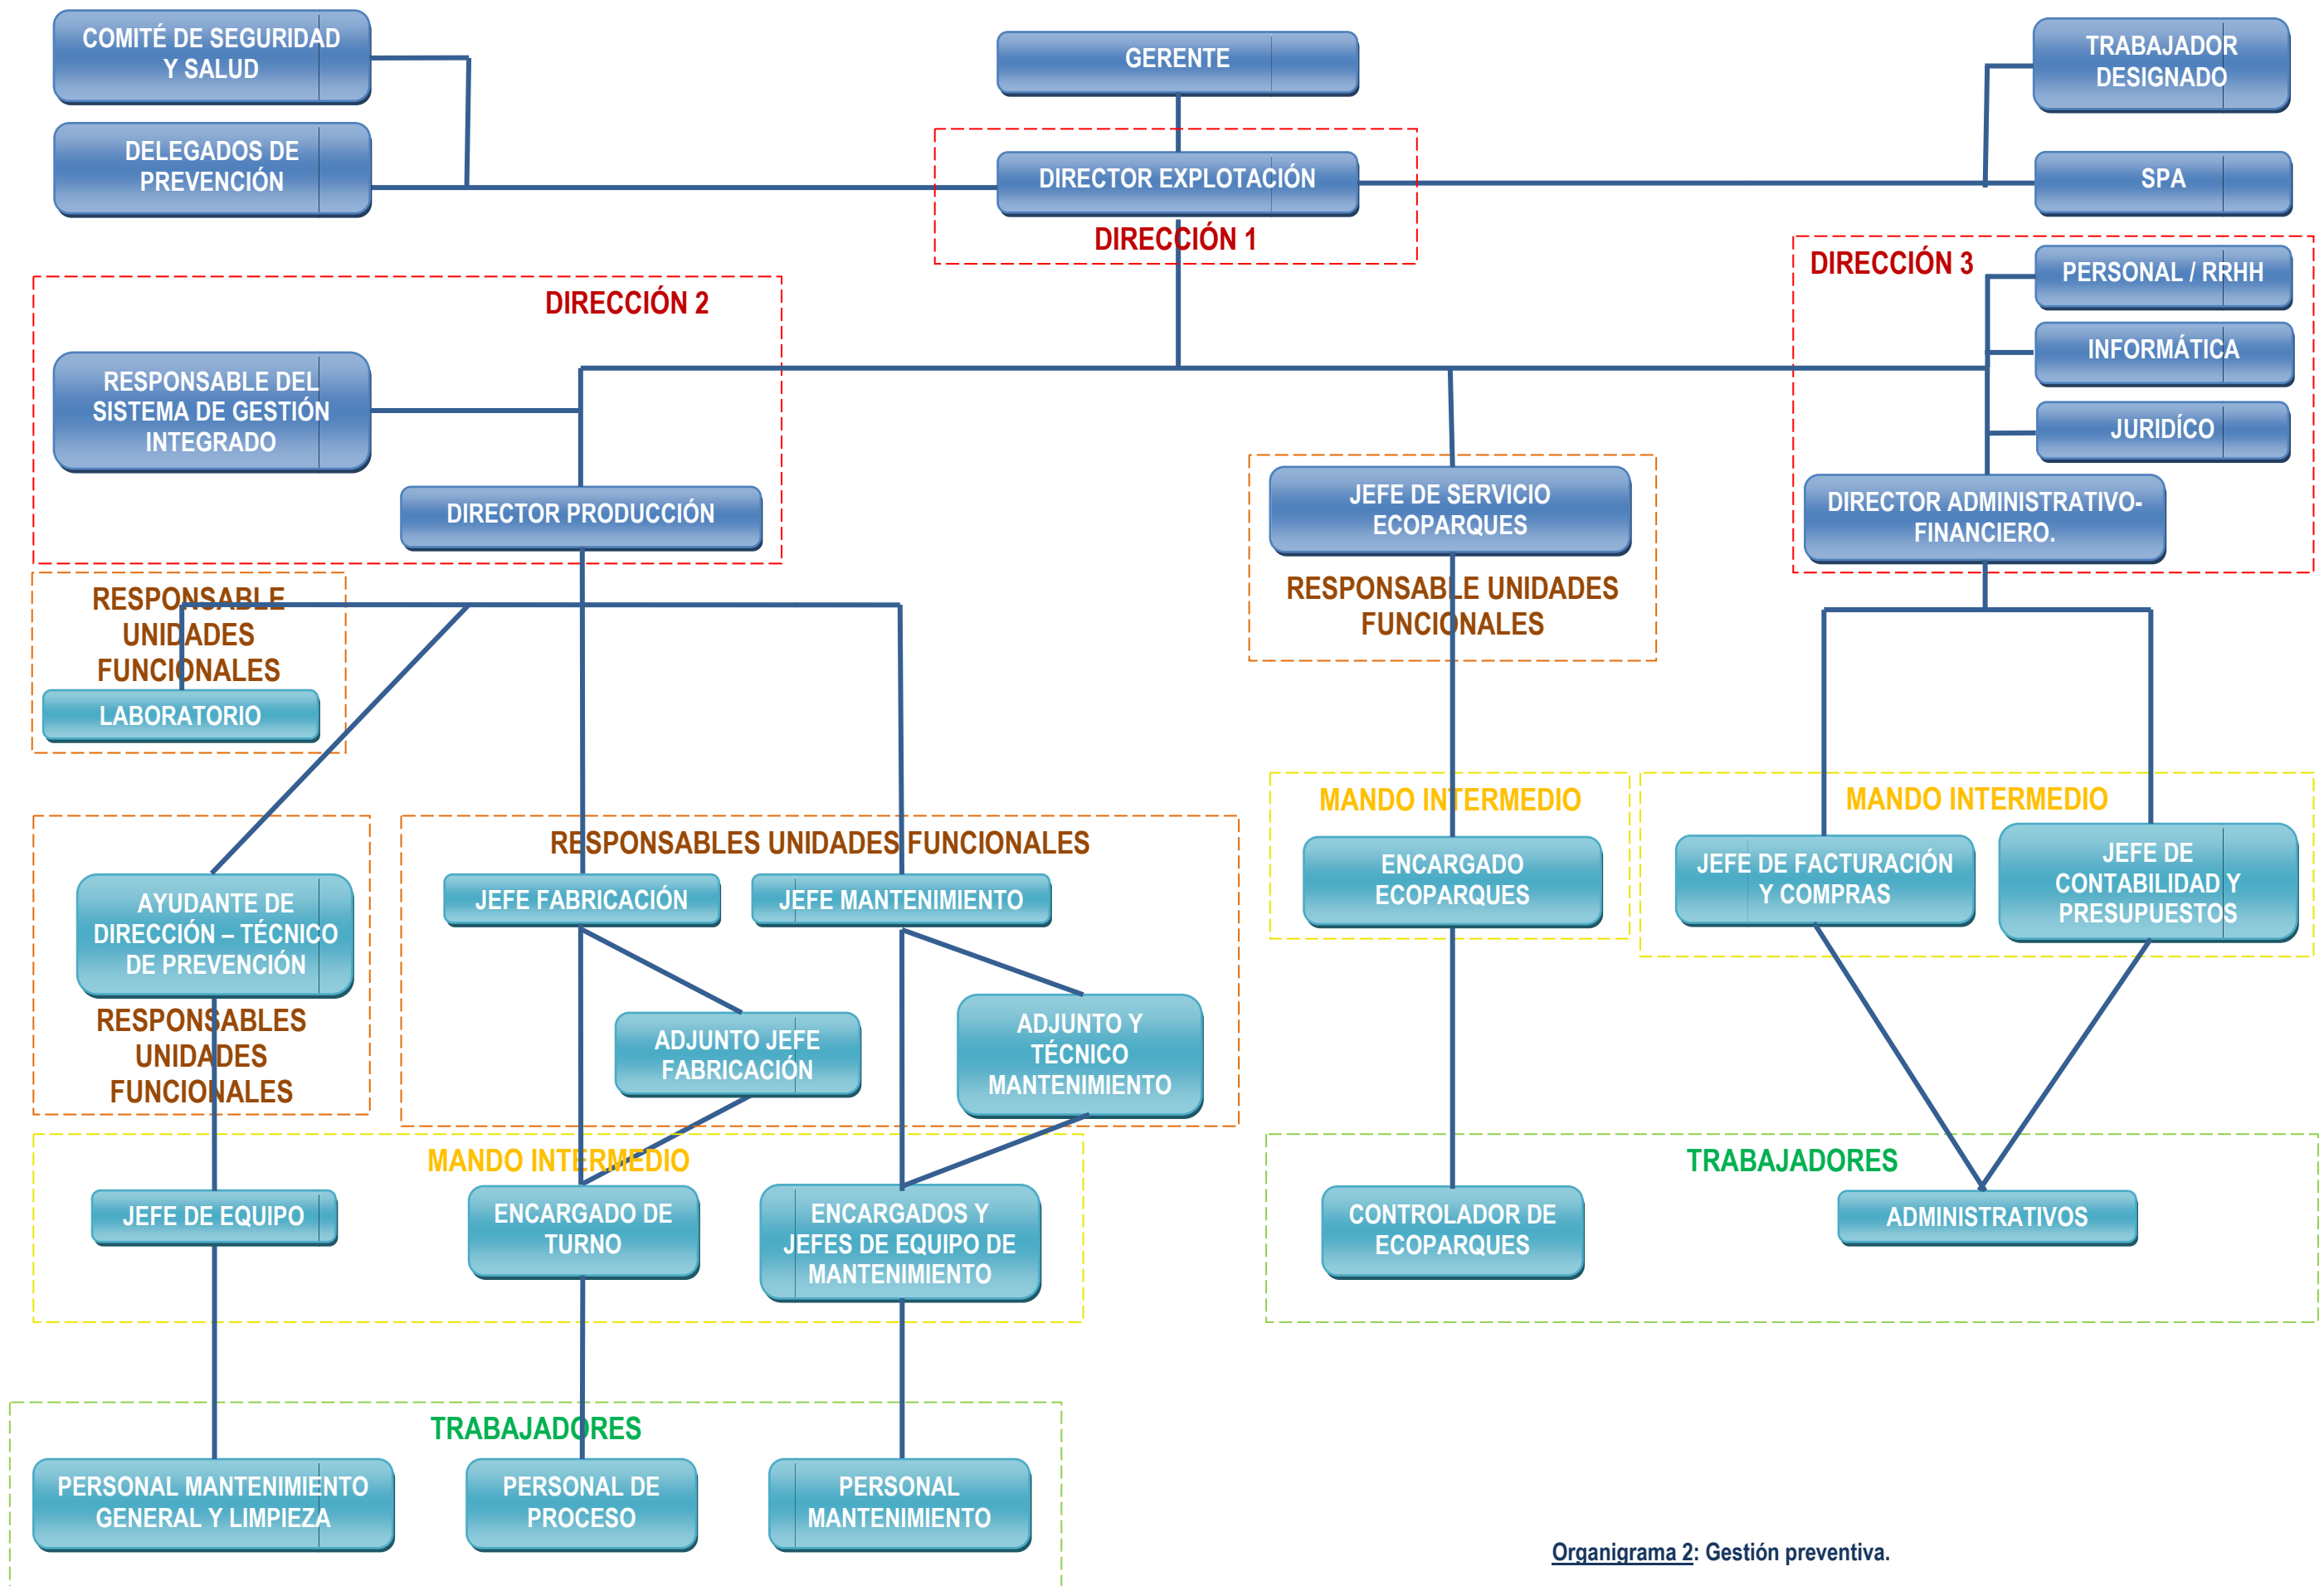 COMITÉ DE SEGURIDAD
Y SALUD
GERENTE
TRABAJADOR
DESIGNADO
DELEGADOS DE
PREVENCIÓN
DIRECTOR EXPLOTACIÓN
SPA
DIRECCIÓN 1
DIRECCIÓN 3
PERSONAL / RRHH
DIRECCIÓN 2
INFORMÁTICA
RESPONSABLE DEL
SISTEMA DE GESTIÓN
INTEGRADO
JURIDÍCO
DIRECTOR PRODUCCIÓN
JEFE DE SERVICIO
ECOPARQUES
DIRECTOR ADMINISTRATIVO-
FINANCIERO.
RESPONSABLE
UNIDADES
FUNCIONALES
RESPONSABLE UNIDADES
FUNCIONALES
LABORATORIO
MANDO INTERMEDIO
MANDO INTERMEDIO
RESPONSABLES UNIDADES FUNCIONALES
ENCARGADO
ECOPARQUES
JEFE DE FACTURACIÓN
Y COMPRAS
JEFE DE
CONTABILIDAD Y
PRESUPUESTOS
AYUDANTE DE
DIRECCIÓN – TÉCNICO
DE PREVENCIÓN
JEFE FABRICACIÓN
JEFE MANTENIMIENTO
RESPONSABLES
UNIDADES
FUNCIONALES
ADJUNTO JEFE
FABRICACIÓN
ADJUNTO Y
TÉCNICO
MANTENIMIENTO
MANDO INTERMEDIO
TRABAJADORES
JEFE DE EQUIPO
ENCARGADO DE
TURNO
ENCARGADOS Y
JEFES DE EQUIPO DE
MANTENIMIENTO
CONTROLADOR DE
ECOPARQUES
ADMINISTRATIVOS
TRABAJADORES
PERSONAL MANTENIMIENTO
GENERAL Y LIMPIEZA
PERSONAL DE
PROCESO
PERSONAL
MANTENIMIENTO
Organigrama 2: Gestión preventiva.